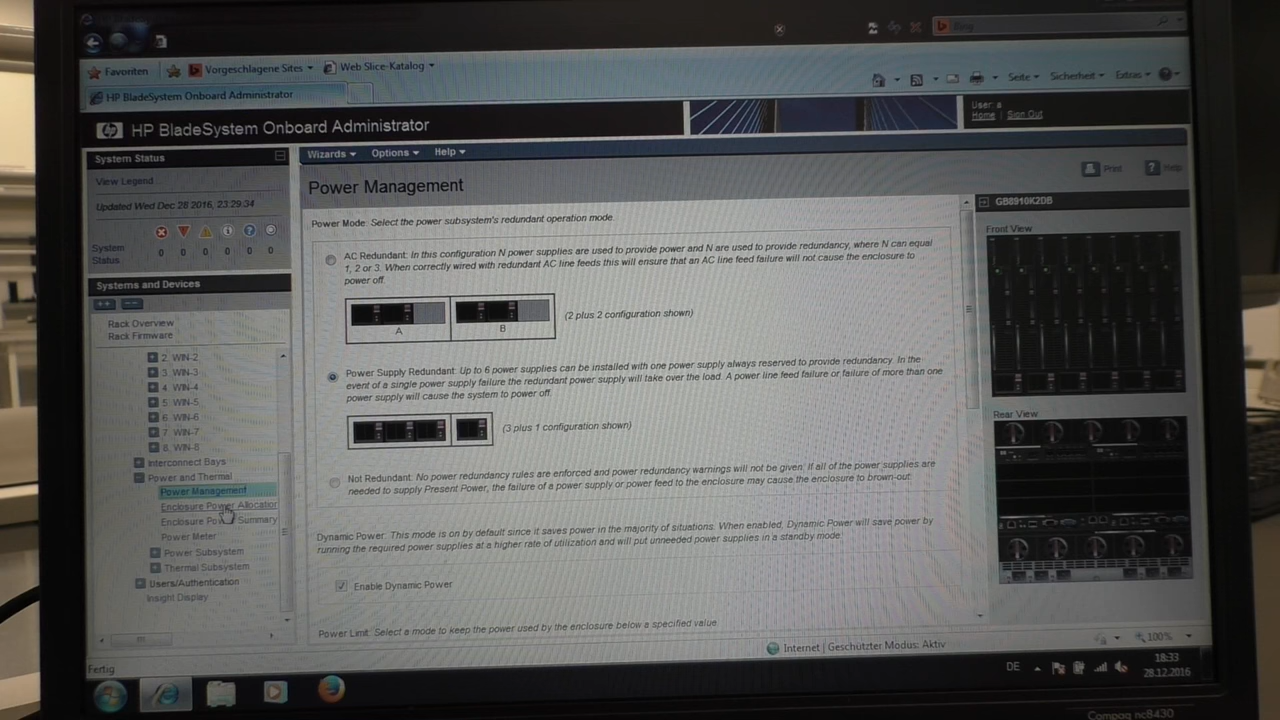 Bing
Favoriten
Vorgeschlagene Sites
Web Slice-Katalog
HP BladeSystem Onboard Administrator
Seite
Sicherheit
Extras
HP BladeSystem Onboard Administrator
User: a
Home | Sign Out
System Status
View Legend
Updated Wed Dec 28 2016, 23:29:34
System Status
0 0 0 0 0 0
Systems and Devices
Rack Overview
Rack Firmware
2. WIN-2
3. WIN-3
4. WIN-4
5. WIN-5
6. WIN-6
7. WIN-7
8. WIN-8
Interconnect Bays
Power and Thermal
Power Management
Enclosure Power Allocation
Enclosure Power Summary
Power Meter
Power Subsystem
Thermal Subsystem
Users/Authentication
Insight Display
Wizards
Options
Help
Print
Help
Power Management
Power Mode: Select the power subsystem's redundant operation mode.
AC Redundant: In this configuration N power supplies are used to provide power and N are used to provide redundancy, where N can equal
1, 2 or 3. When correctly wired with redundant AC line feeds this will ensure that an AC line feed failure will not cause the enclosure to
power off.
A
B
(2 plus 2 configuration shown)
Power Supply Redundant: Up to 6 power supplies can be installed with one power supply always reserved to provide redundancy. In the
event of a single power supply failure the redundant power supply will take over the load. A power line feed failure or failure of more than one
power supply will cause the system to power off.
(3 plus 1 configuration shown)
Not Redundant: No power redundancy rules are enforced and power redundancy warnings will not be given. If all of the power supplies are
needed to supply Present Power, the failure of a power supply or power feed to the enclosure may cause the enclosure to brown-out.
Dynamic Power: This mode is on by default since it saves power in the majority of situations. When enabled, Dynamic Power will save power by
running the required power supplies at a higher rate of utilization and will put unneeded power supplies in a standby mode.
Enable Dynamic Power
Power Limit: Select a mode to keep the power used by the enclosure below a specified value.
GB8910K2DB
Front View
Rear View
Fertig
Internet | Geschützter Modus: Aktiv
100%
DE
18:33
28.12.2016
Compaq nc8430